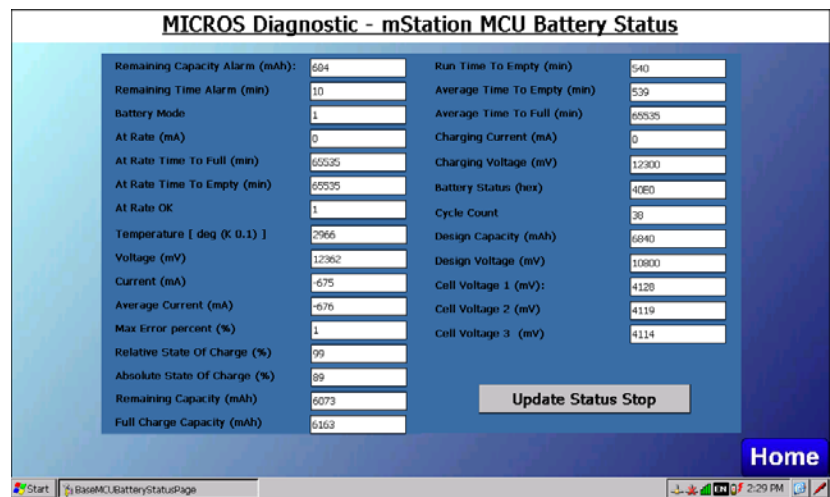 MICROS Diagnostic - mStation MCU Battery Status
Remaining Capacity Alarm (mAh): 684
Remaining Time Alarm (min) 10
Battery Mode 1
At Rate (mA) 0
At Rate Time To Full (min) 65535
At Rate Time To Empty (min) 65535
At Rate OK 1
Temperature [ deg (K 0.1) ] 2966
Voltage (mV) 12362
Current (mA) -675
Average Current (mA) -676
Max Error percent (%) 1
Relative State Of Charge (%) 99
Absolute State Of Charge (%) 89
Remaining Capacity (mAh) 6073
Full Charge Capacity (mAh) 6163
Run Time To Empty (min) 540
Average Time To Empty (min) 539
Average Time To Full (min) 65535
Charging Current (mA) 0
Charging Voltage (mV) 12300
Battery Status (hex) 40E0
Cycle Count 38
Design Capacity (mAh) 6840
Design Voltage (mV) 10800
Cell Voltage 1 (mV): 4128
Cell Voltage 2 (mV) 4119
Cell Voltage 3 (mV) 4114
Update Status Stop
Home
Start BaseMCUBatteryStatusPage EN 2:29 PM